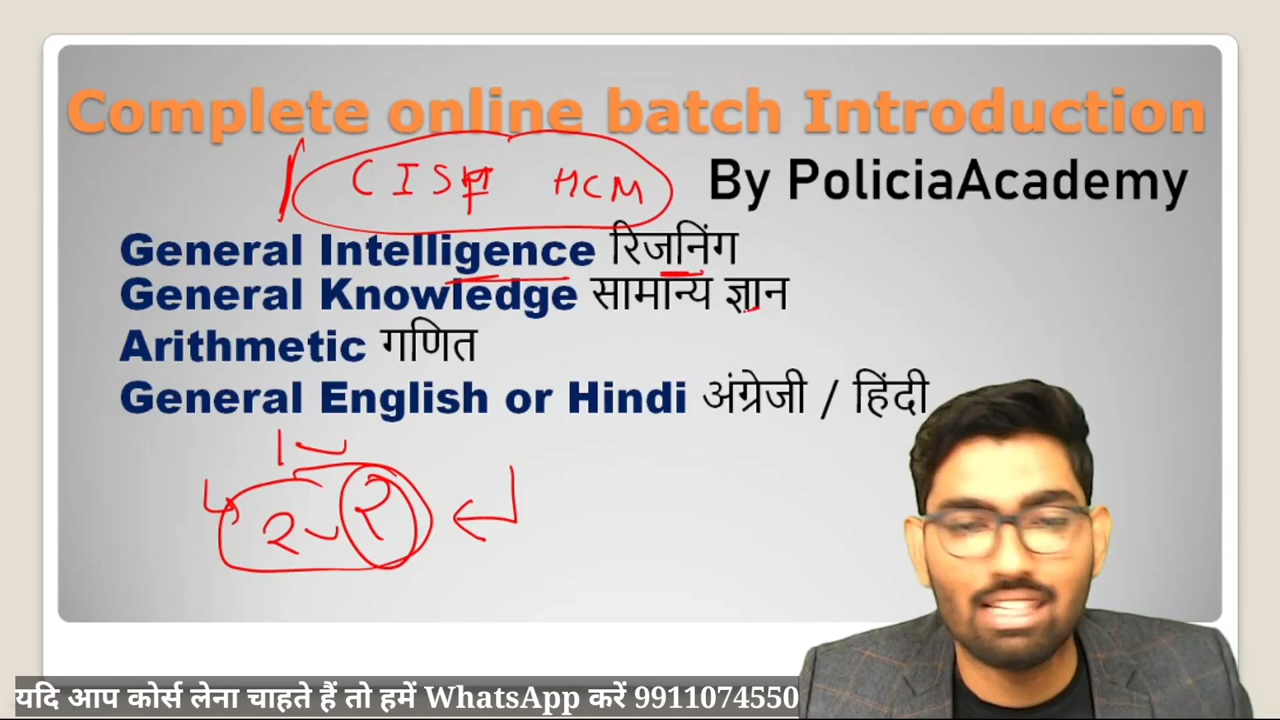 Complete online batch Introduction
CISF HCM
By PoliciaAcademy
General Intelligence रिजनिंग
General Knowledge सामान्य ज्ञान
Arithmetic गणित
General English or Hindi अंग्रेजी / हिंदी
यदि आप कोर्स लेना चाहते हैं तो हमें WhatsApp करें 9911074550